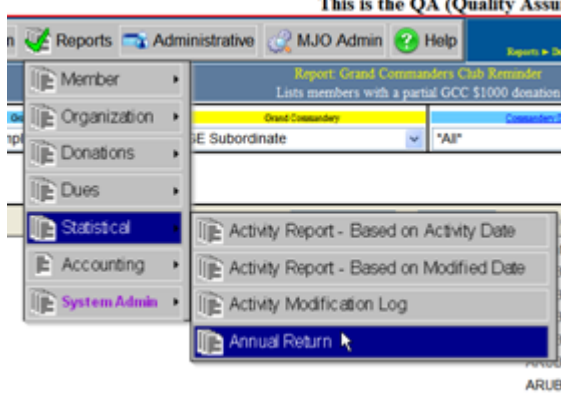 This is the QA (Quality Assu
Reports Administrative MJO Admin Help
Reports ► D
Member
Report: Grand Commanders Club Reminder
Lists members with a partial GCC $1000 donation
Organization
Grand Commandery
SE Subordinate
"All"
Donations
Dues
Statistical
Activity Report - Based on Activity Date
Accounting
Activity Report - Based on Modified Date
System Admin
Activity Modification Log
Annual Return
ARUB